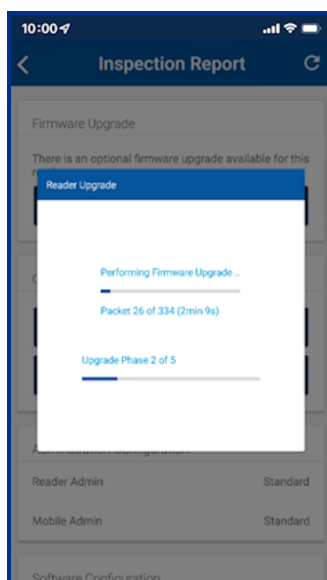 10:00
Inspection Report
Firmware Upgrade
There is an optional firmware upgrade available for this
Reader Upgrade
Performing Firmware Upgrade ..
Packet 26 of 334 (2min 9s)
Upgrade Phase 2 of 5
Reader Admin Standard
Mobile Admin Standard
Software Configuration